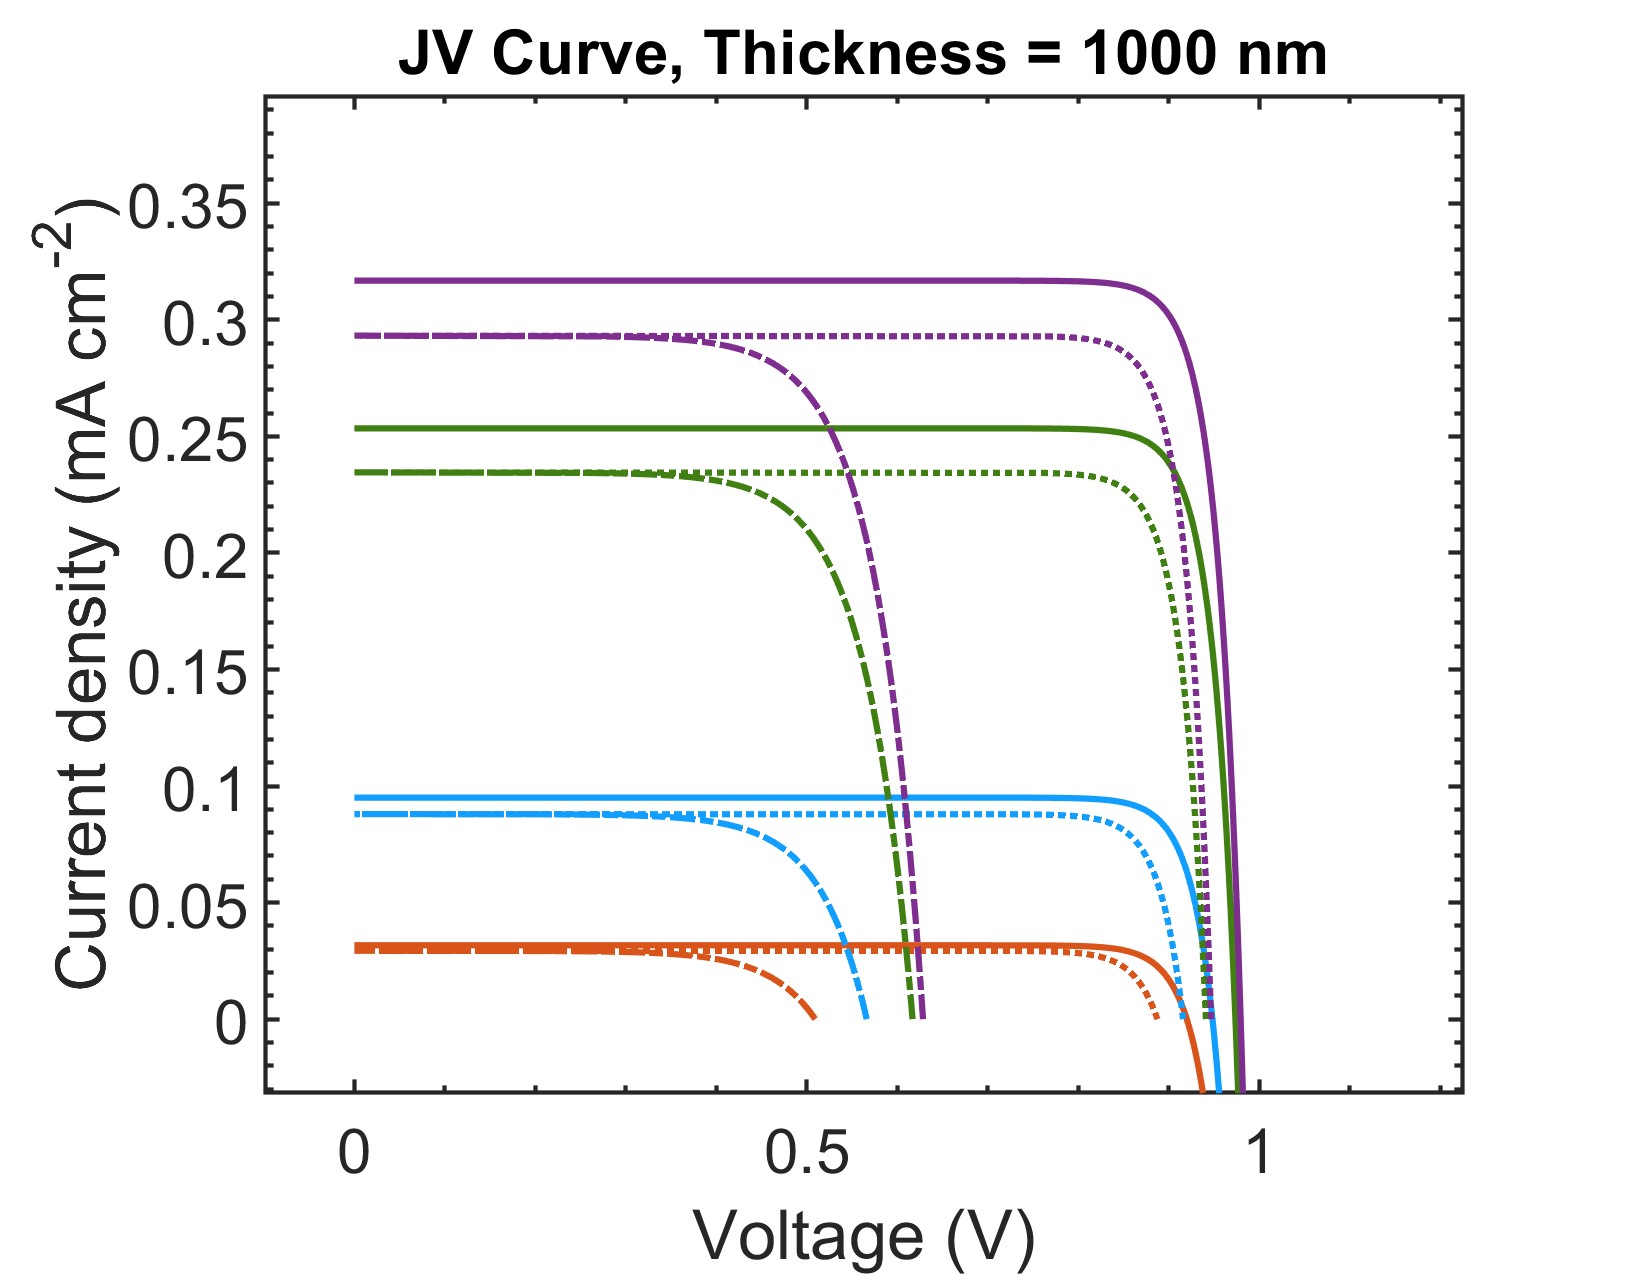 JV Curve, Thickness = 1000 nm
Current density (mA cm⁻²)
0.35
0.3
0.25
0.2
0.15
0.1
0.05
0
0 0.5 1
Voltage (V)